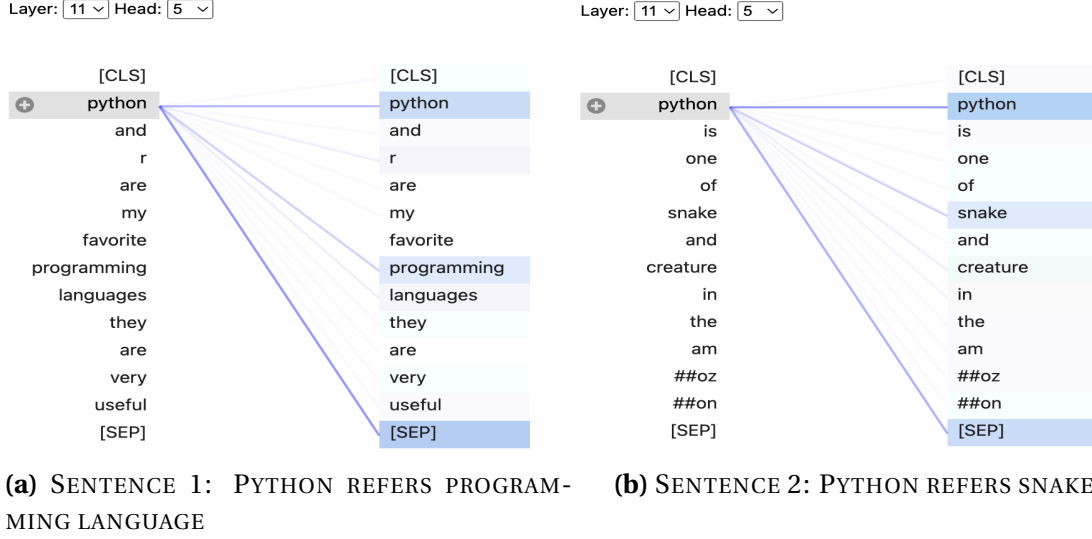 Layer: 11 Head: 5
[CLS] [CLS]
python python
and and
r r
are are
my my
favorite favorite
programming programming
languages languages
they they
are are
very very
useful useful
[SEP] [SEP]
(a) SENTENCE 1: PYTHON REFERS PROGRAM-
MING LANGUAGE
Layer: 11 Head: 5
[CLS] [CLS]
python python
is is
one one
of of
snake snake
and and
creature creature
in in
the the
am am
##oz ##oz
##on ##on
[SEP] [SEP]
(b) SENTENCE 2: PYTHON REFERS SNAKE